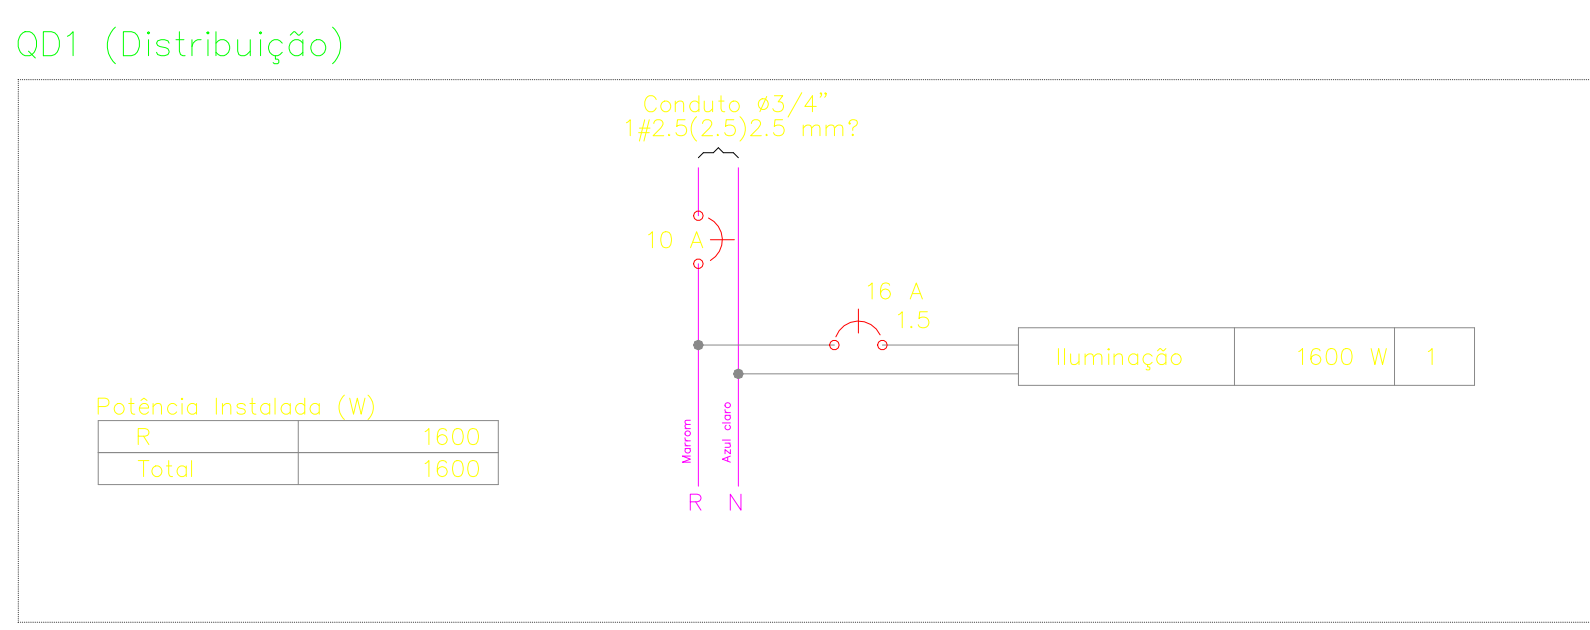 QD1 (Distribuição)
Conduto ø3/4"
1#2.5(2.5)2.5 mm?
10 A
16 A
1.5
Iluminação 1600 W 1
Potência Instalada (W)
R 1600
Total 1600
Marrom
Azul claro
R N